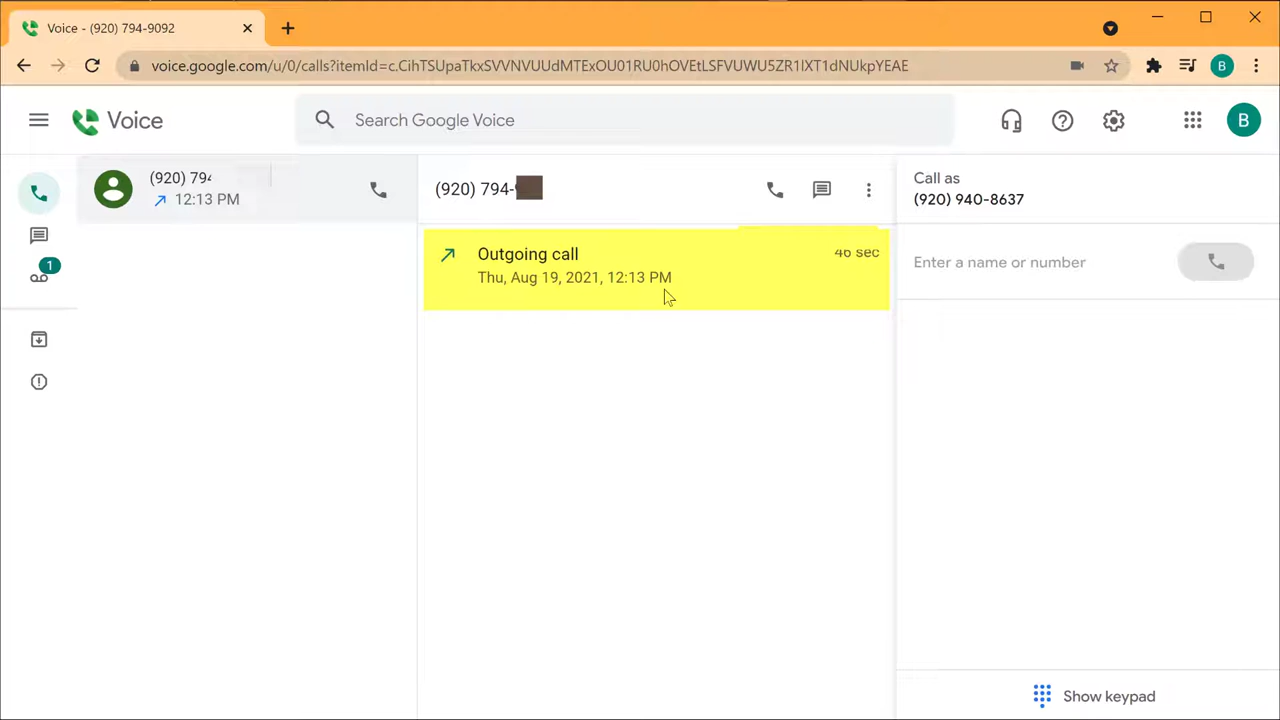 Voice - (920) 794-9092
voice.google.com/u/0/calls?itemId=c.CihTSUpaTkxSVVNVUUdMTExOU01RU0hOVEtLSFVUWU5ZR1lXT1dNUkpYEAE
B
Voice
Search Google Voice
B
(920) 794
12:13 PM
(920) 794-
Call as
(920) 940-8637
Outgoing call
46 sec
Thu, Aug 19, 2021, 12:13 PM
Enter a name or number
1
Show keypad